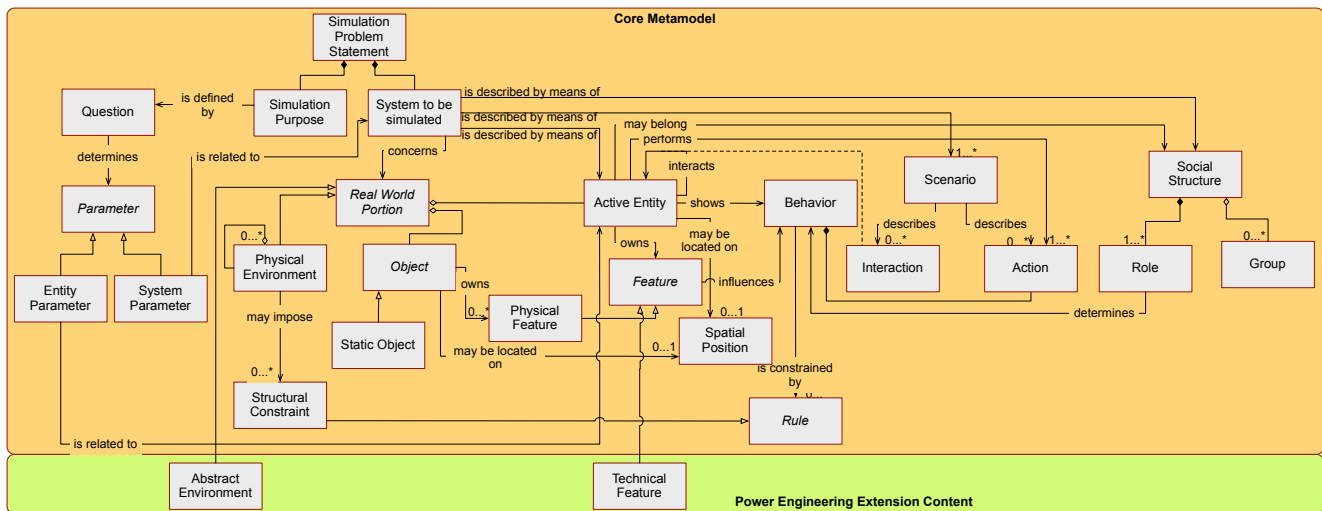 Core Metamodel
Simulation
Problem
Statement
Question
is defined
by
Simulation
Purpose
System to be
simulated
is described by means of
is described by means of
is described by means of
may belong
performs
interacts
determines
is related to
concerns
1...*
Scenario
Social
Structure
Parameter
Real World
Portion
Active Entity
shows
Behavior
describes
describes
0...*
Physical
Environment
Object
owns
may be
located on
Feature
influences
0...*
Interaction
0...*
1...*
Action
1...*
Role
0...*
Group
Entity
Parameter
System
Parameter
owns
0...*
Physical
Feature
may impose
Static Object
may be located
on
0...1
0...1
Spatial
Position
determines
is constrained
by
0...*
Structural
Constraint
Rule
is related to
Abstract
Environment
Technical
Feature
Power Engineering Extension Content